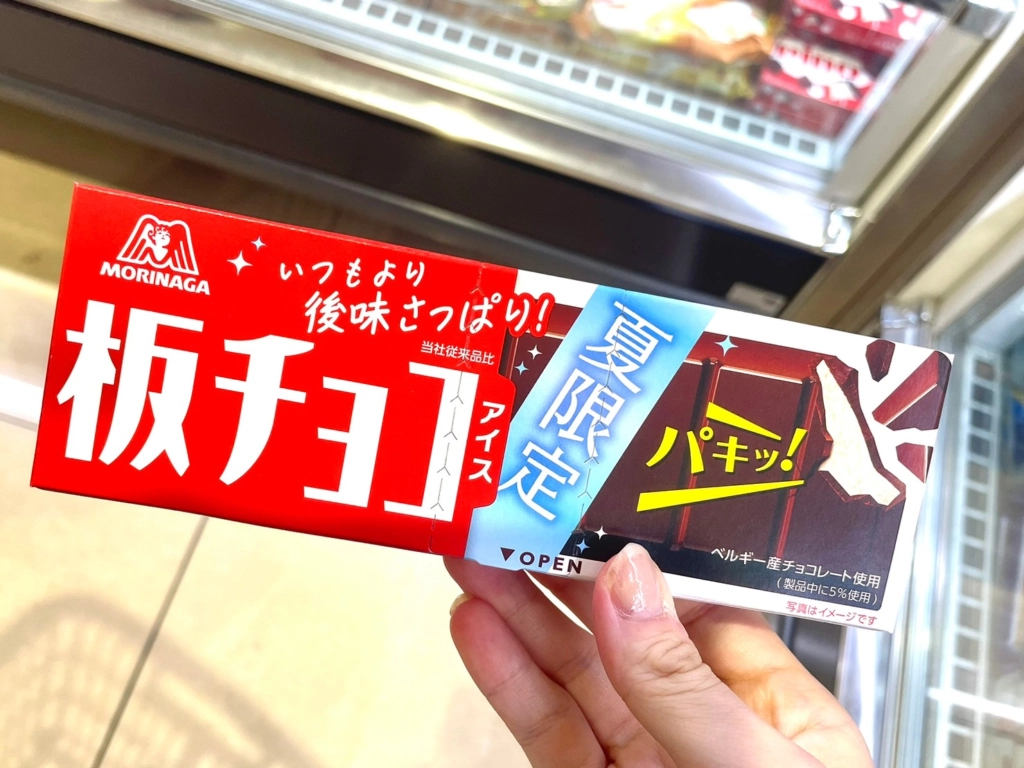 MORINAGA
いつもより
後味さっぱり!
当社従来品比
板チョコ
アイス
夏限定
パキッ!
▼OPEN
ベルギー産チョコレート使用
(製品中に5%使用)
写真はイメージです
pino